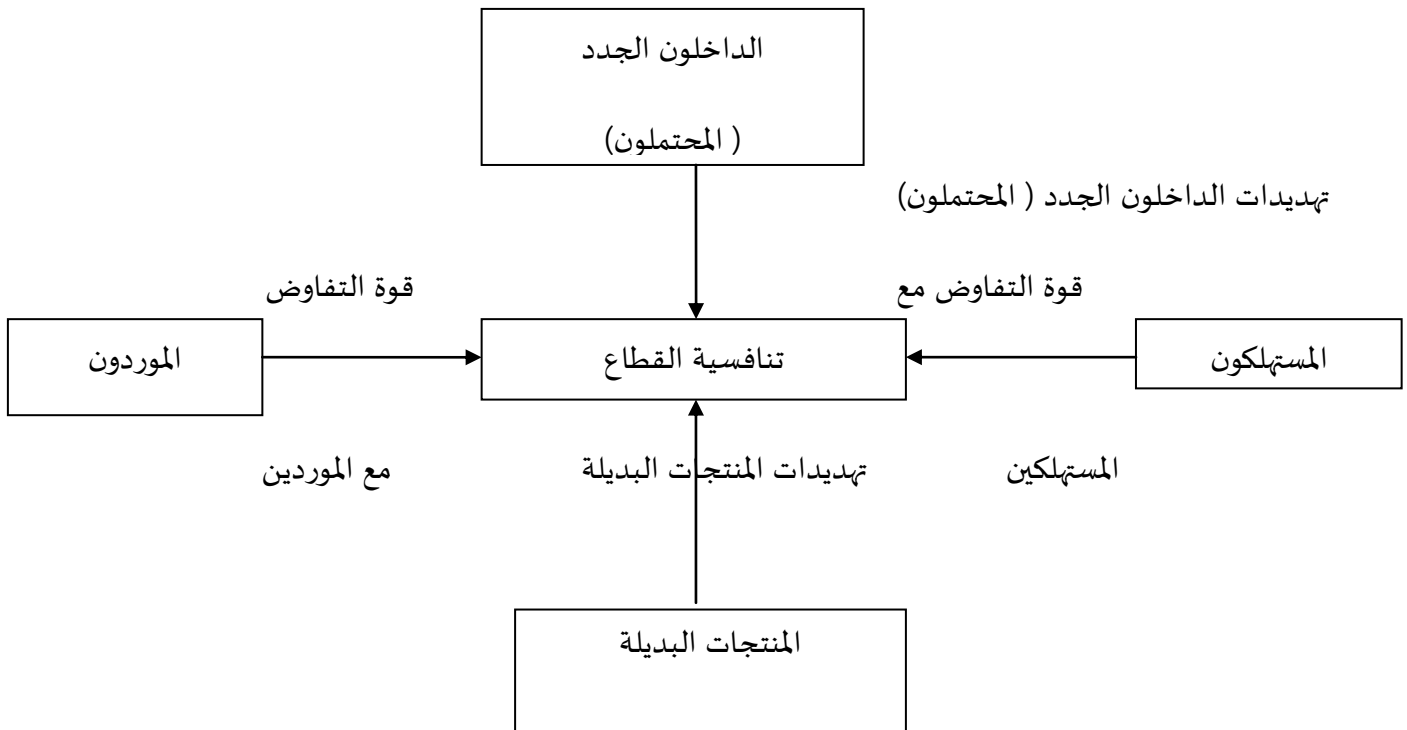 الداخلون الجدد
( المحتملون)
تهديدات الداخلون الجدد ( المحتملون)
قوة التفاوض مع
قوة التفاوض
المستهلكون
تنافسية القطاع
الموردون
المستهلكين
تهديدات المنتجات البديلة
مع الموردين
المنتجات البديلة